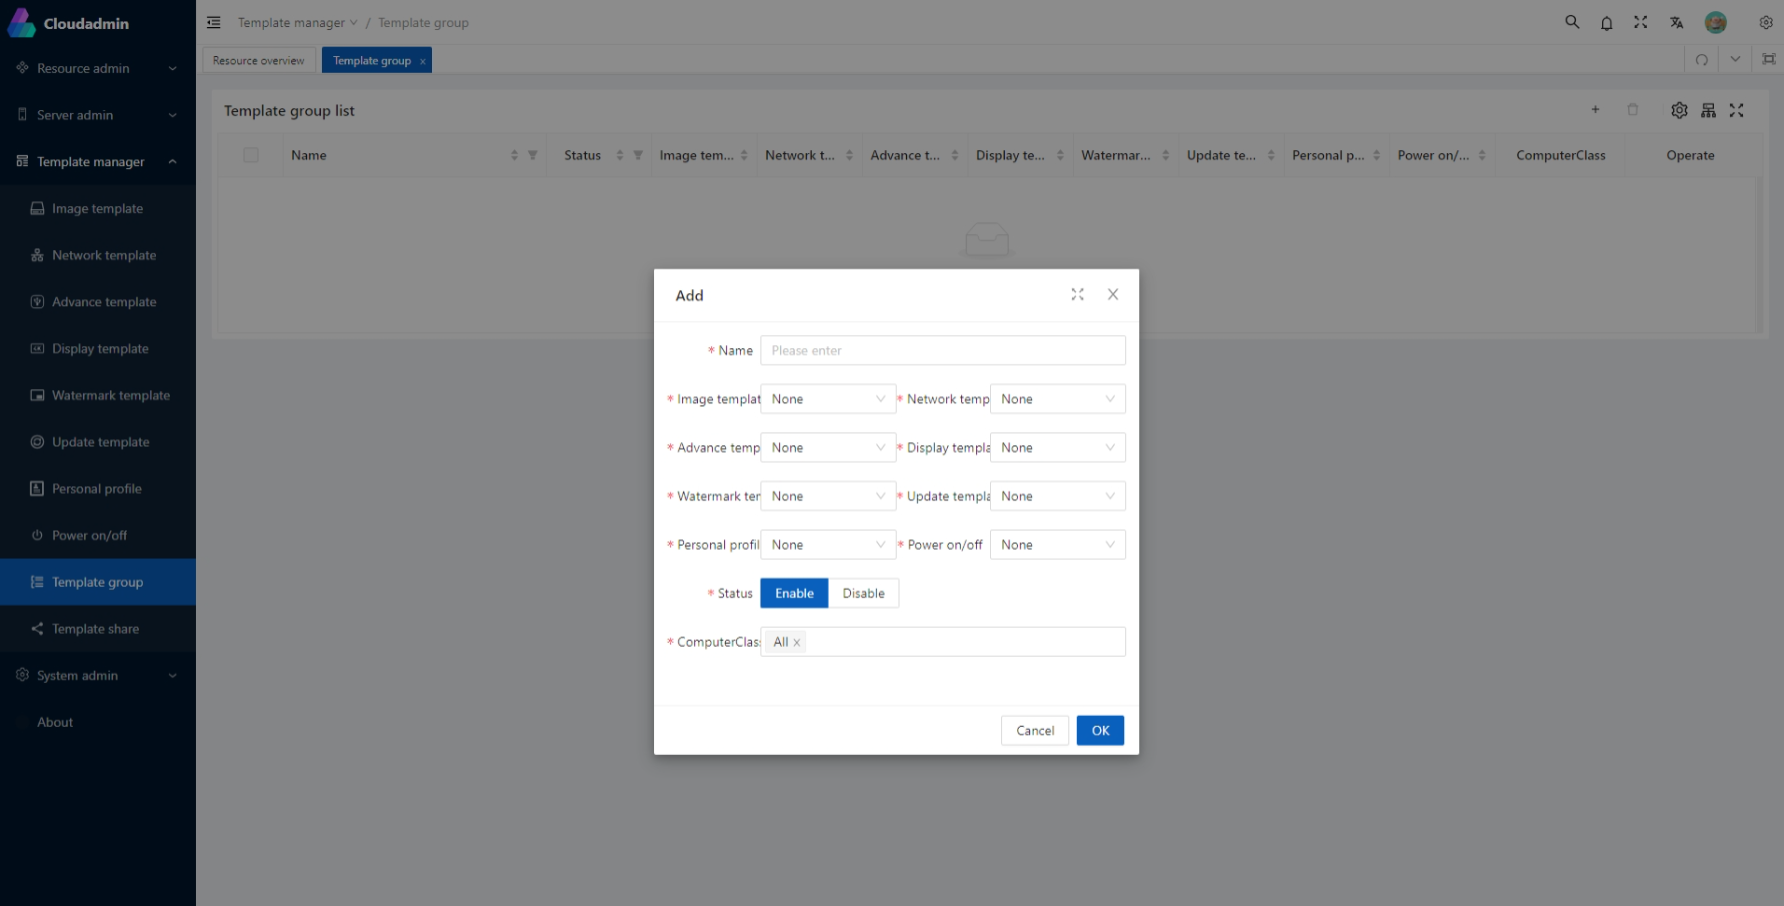 Cloudadmin
Template manager / Template group
Resource overview
Template group x
Resource admin
Server admin
Template manager
Image template
Network template
Advance template
Display template
Watermark template
Update template
Personal profile
Power on/off
Template group
Template share
System admin
About
Template group list
Name Status Image tem... Network t... Advance t... Display te... Watermar... Update te... Personal p... Power on/... ComputerClass Operate
Add
* Name Please enter
* Image templat None * Network temp None
* Advance temp None * Display templa None
* Watermark ter None * Update templa None
* Personal profil None * Power on/off None
* Status Enable Disable
* ComputerClas All x
Cancel OK